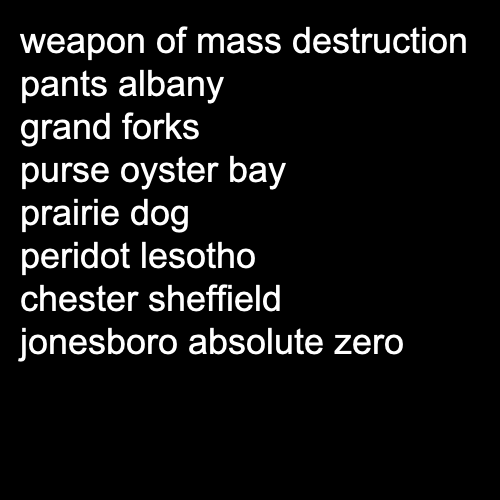 weapon of mass destruction
pants albany
grand forks
purse oyster bay
prairie dog
peridot lesotho
chester sheffield
jonesboro absolute zero